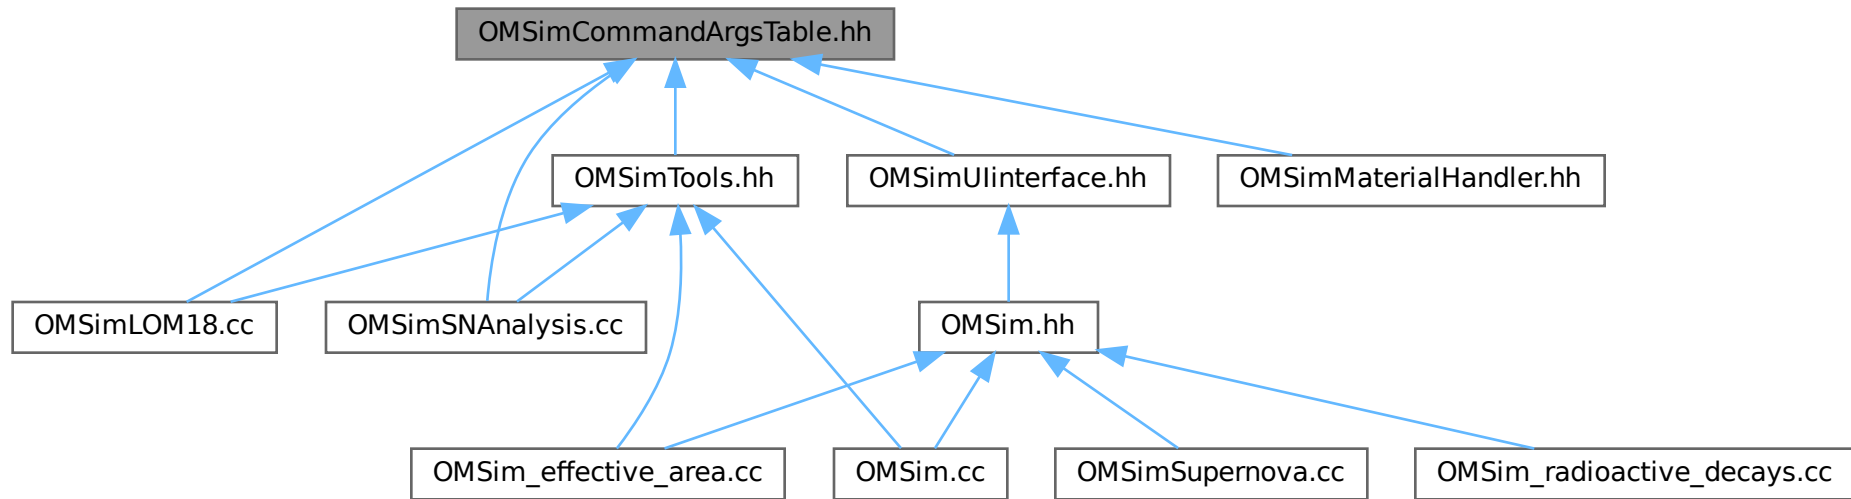 OMSimCommandArgsTable.hh
OMSimTools.hh
OMSimUIinterface.hh
OMSimMaterialHandler.hh
OMSimLOM18.cc
OMSimSNAnalysis.cc
OMSim.hh
OMSim_effective_area.cc
OMSim.cc
OMSimSupernova.cc
OMSim_radioactive_decays.cc